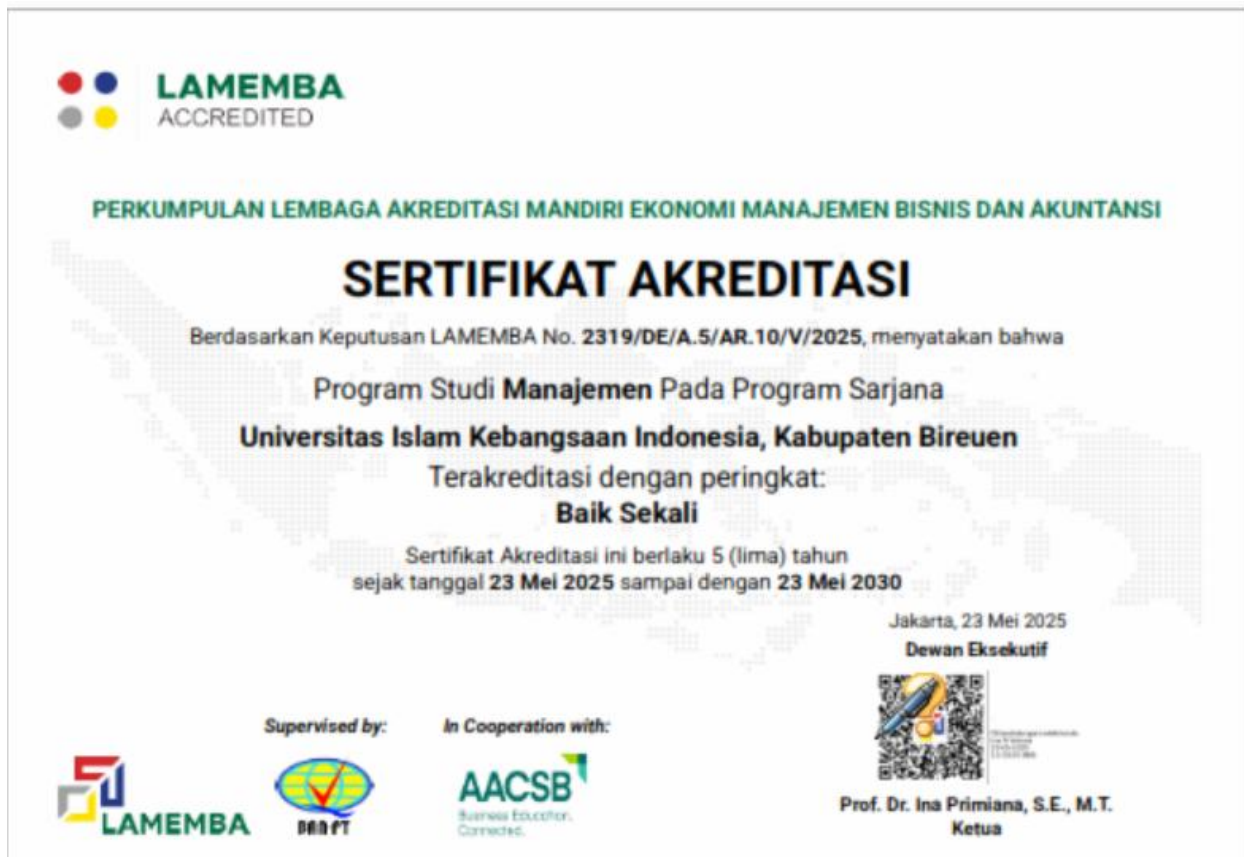 LAMEMBA
ACCREDITED
PERKUMPULAN LEMBAGA AKREDITASI MANDIRI EKONOMI MANAJEMEN BISNIS DAN AKUNTANSI
SERTIFIKAT AKREDITASI
Berdasarkan Keputusan LAMEMBA No. 2319/DE/A.5/AR.10/V/2025, menyatakan bahwa
Program Studi Manajemen Pada Program Sarjana
Universitas Islam Kebangsaan Indonesia, Kabupaten Bireuen
Terakreditasi dengan peringkat:
Baik Sekali
Sertifikat Akreditasi ini berlaku 5 (lima) tahun
sejak tanggal 23 Mei 2025 sampai dengan 23 Mei 2030
Jakarta, 23 Mei 2025
Dewan Eksekutif
Supervised by:
In Cooperation with:
LAMEMBA
BAN-PT
AACSB
Business Education.
Connected.
Prof. Dr. Ina Primiana, S.E., M.T.
Ketua